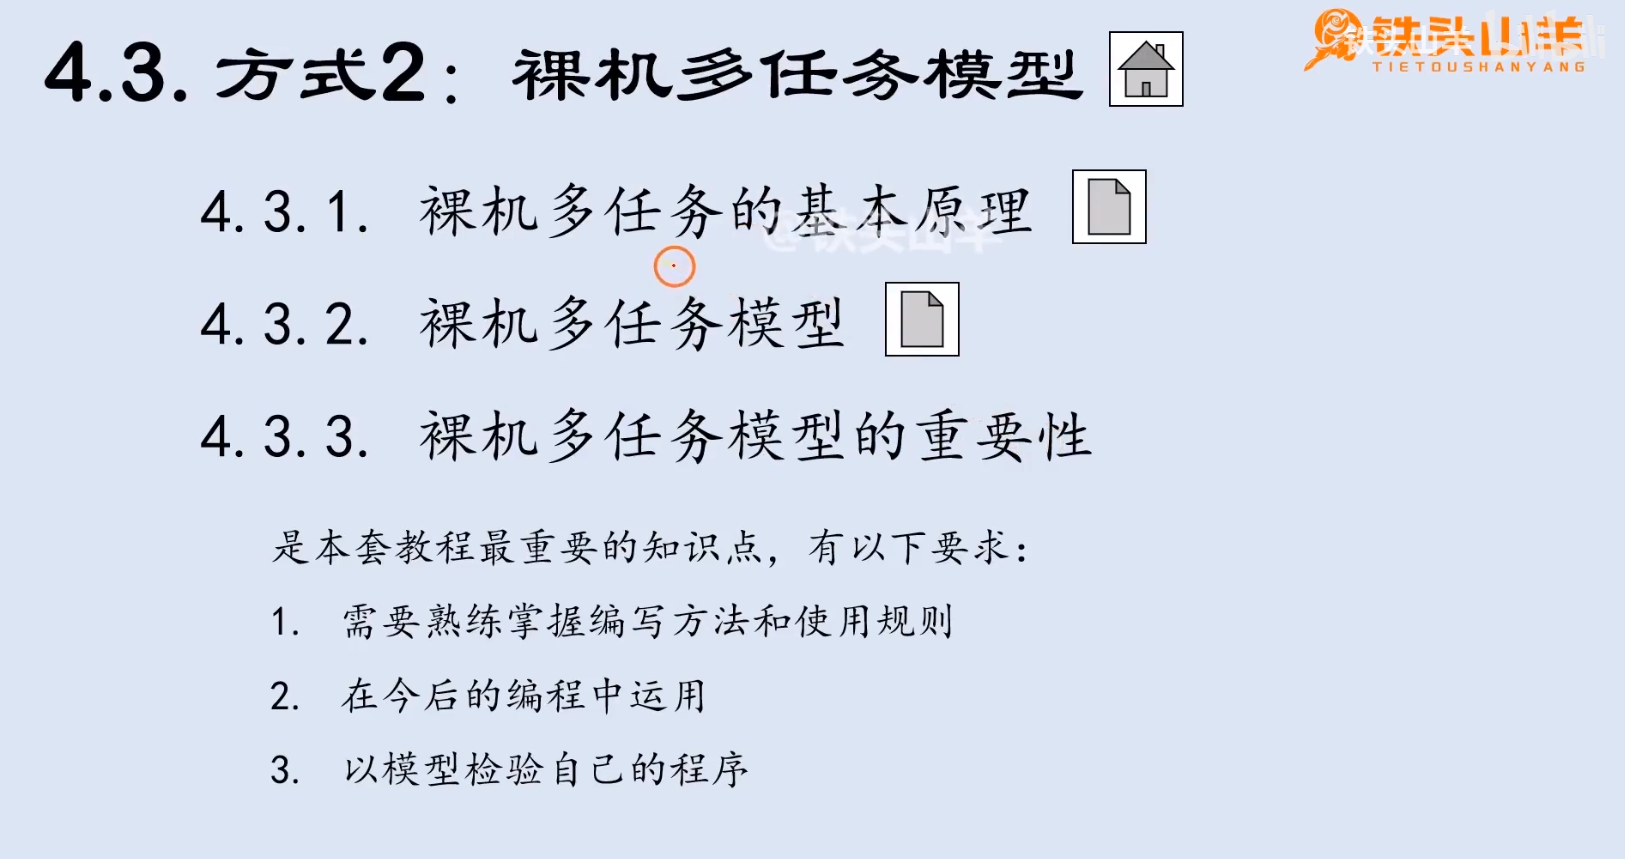 4.3. 方式2：裸机多任务模型
铁头山羊
TIETOUSHANYANG
4.3.1. 裸机多任务的基本原理
@铁头山羊
4.3.2. 裸机多任务模型
4.3.3. 裸机多任务模型的重要性
是本套教程最重要的知识点，有以下要求：
1. 需要熟练掌握编写方法和使用规则
2. 在今后的编程中运用
3. 以模型检验自己的程序